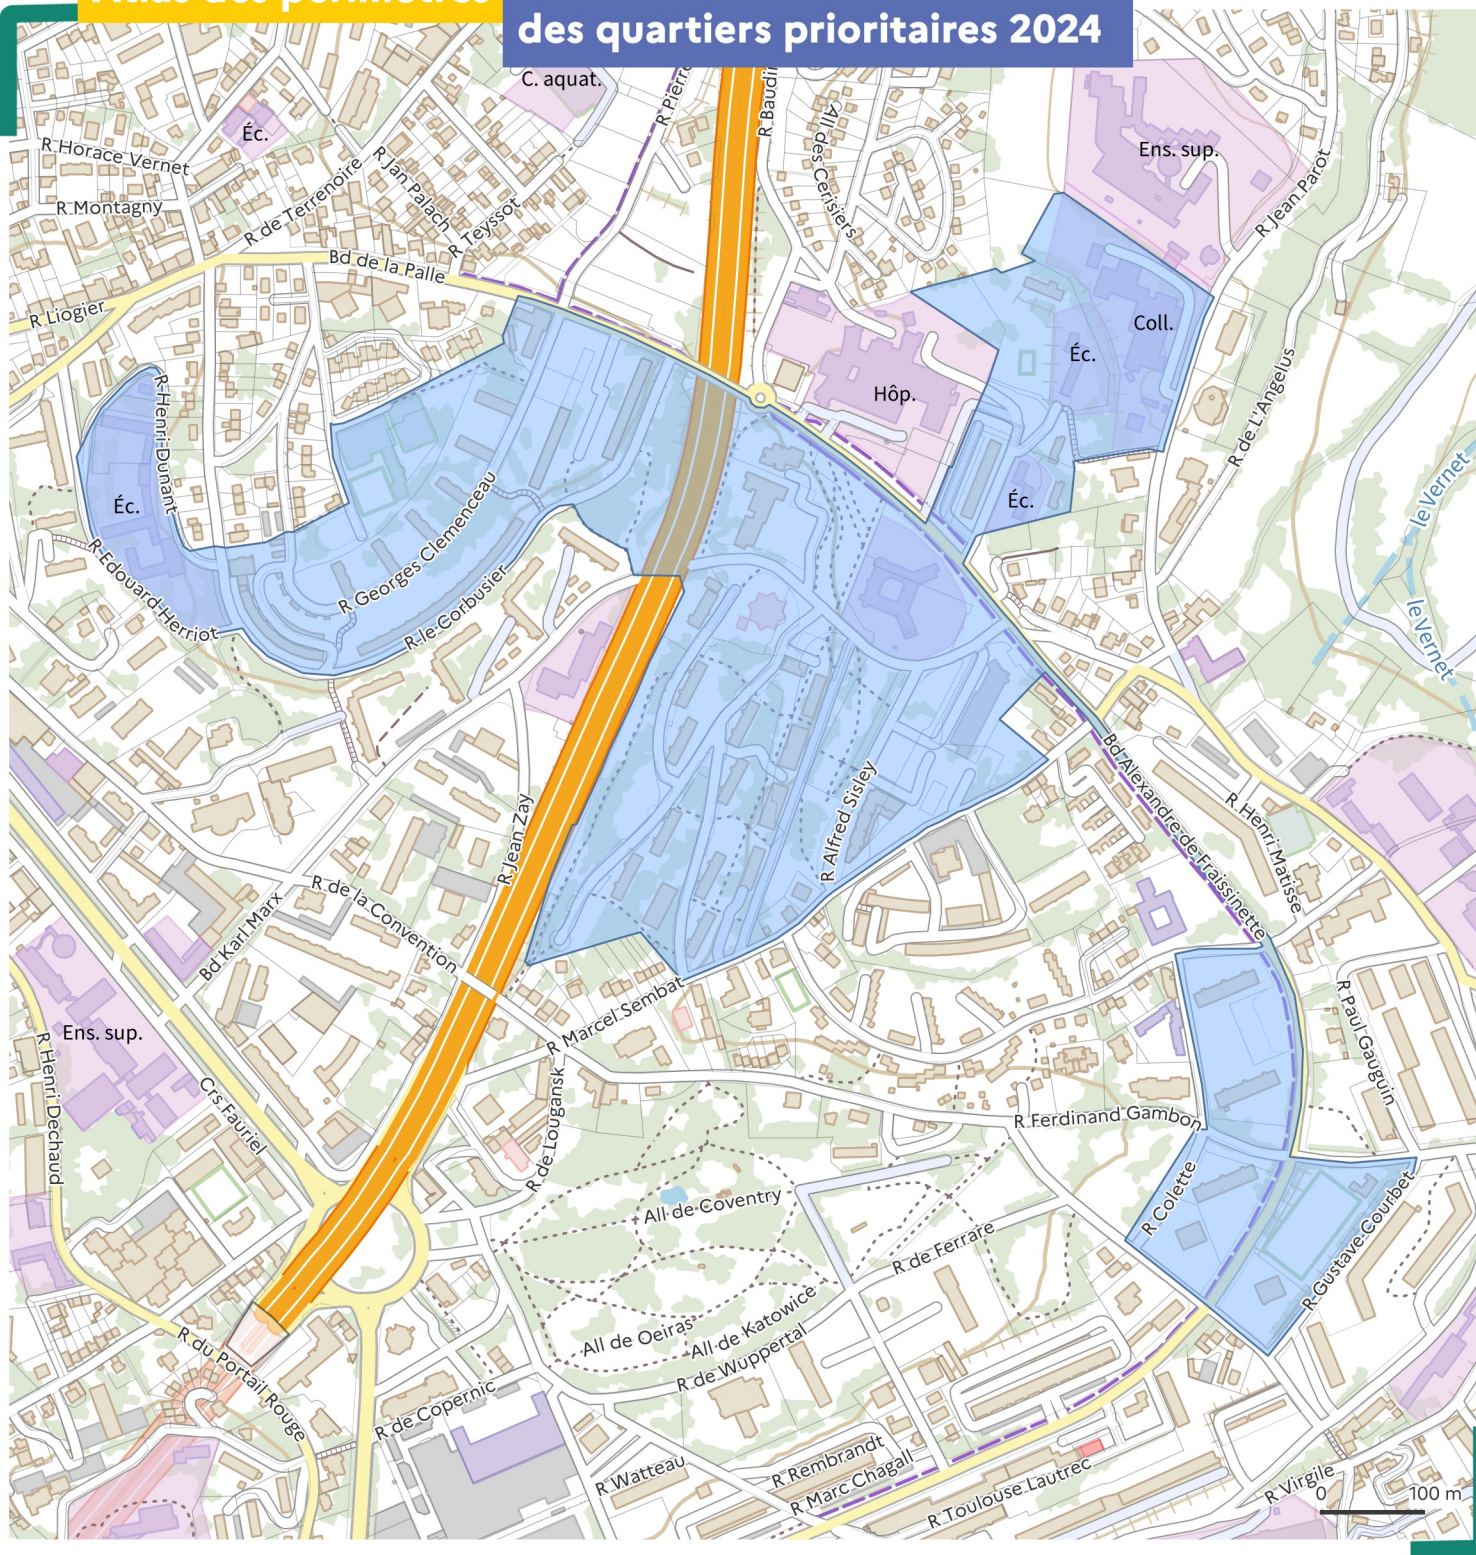 Atlas des périmètres
des quartiers prioritaires 2024
C. aquat.
R Pierre
R Baudin
All des Cerisiers
Éc.
R Horace Vernet
R Montagny
R de Terrenoire
R Jan Palach
R Teyssot
Bd de la Palle
R Liogier
Ens. sup.
R Jean Parot
Coll.
Éc.
Hôp.
R de L'Angelus
le Vernet
le Vernet
R Henri Dunant
Éc.
Éc.
R Edouard Herriot
R Georges Clemenceau
R le Corbusier
R Jean Zay
R Alfred Sisley
Bd Alexandre de Fraissinette
R Henri Matisse
R de la Convention
Bd Karl Marx
R Marcel Sembat
Ens. sup.
R Henri Dechaud
Crs Fauriel
R de Lougansk
R Paul Gauguin
R Ferdinand Gambon
R Colette
R Gustave Courbet
All de Coventry
R de Ferrare
All de Oeiras
All de Katowice
R de Wuppertal
R du Portail Rouge
R de Copernic
R Watteau
R Rembrandt
R Marc Chagall
R Toulouse Lautrec
R Virgile
0 100 m